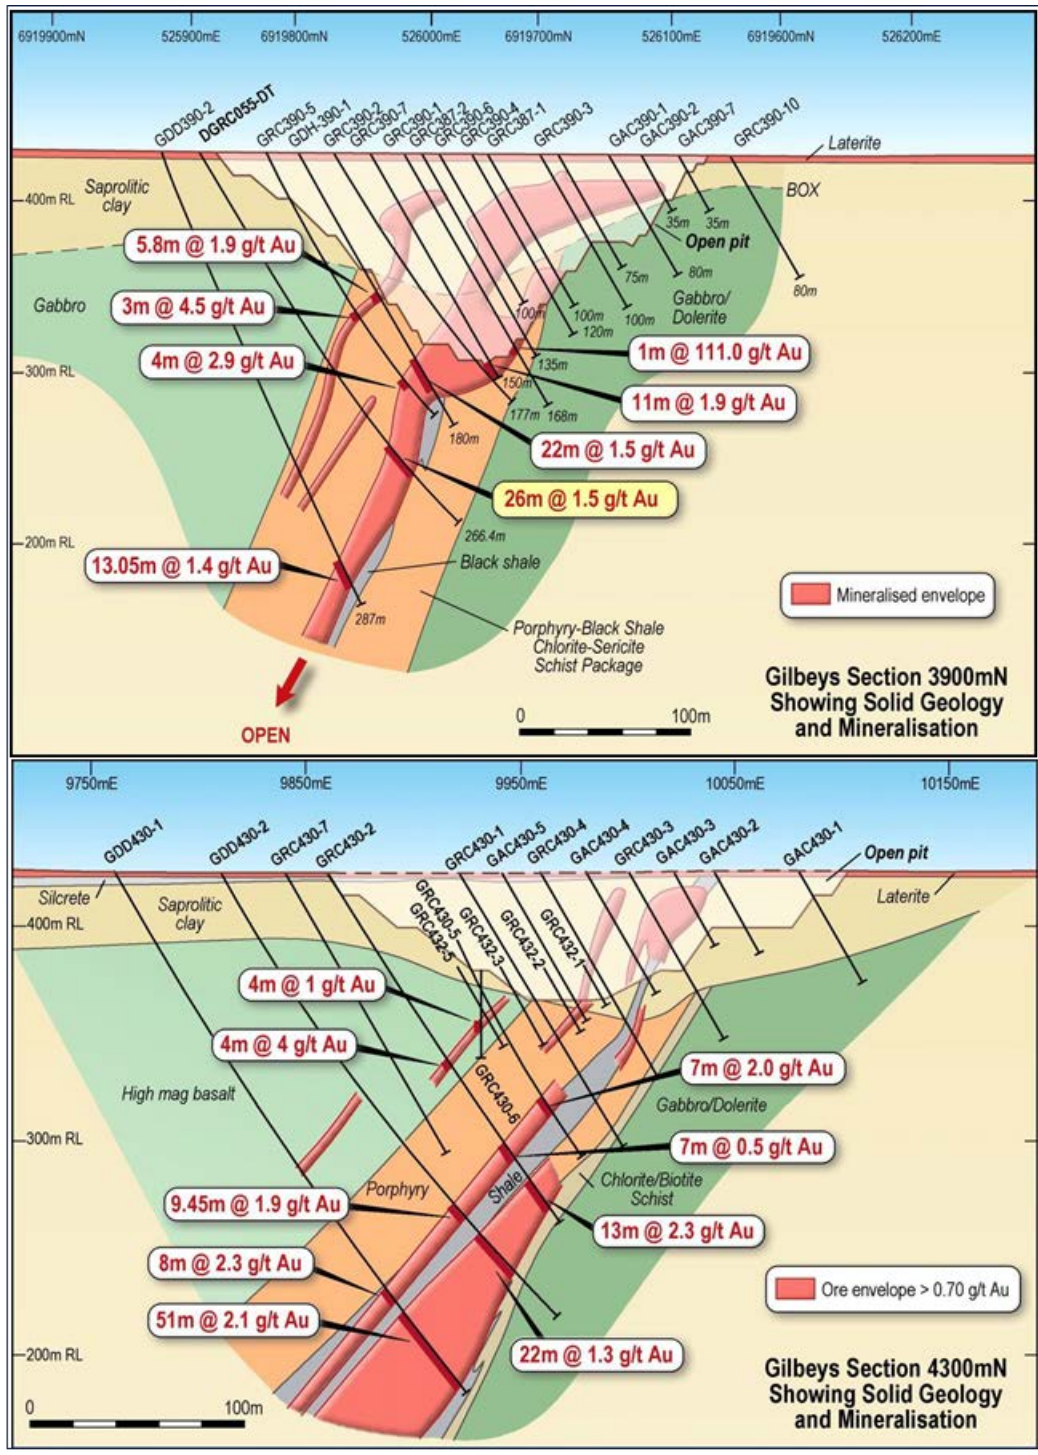 6919900mN
525900mE
6919800mN
526000mE
6919700mN
526100mE
6919600mN
526200mE
GDD390-2
DGRC055-DT
GRC390-5
GDH-390-1
GRC390-2
GRC390-7
GRC390-1
GRC387-2
GRC390-6
GRC390-4
GRC387-1
GRC390-3
GAC390-1
GAC390-2
GAC390-7
GRC390-10
Laterite
400m RL
Saprolitic
clay
BOX
35m
35m
Open pit
5.8m @ 1.9 g/t Au
75m
80m
80m
Gabbro
3m @ 4.5 g/t Au
100m
100m
100m
Gabbro/
Dolerite
120m
4m @ 2.9 g/t Au
1m @ 111.0 g/t Au
135m
300m RL
150m
11m @ 1.9 g/t Au
177m
168m
180m
22m @ 1.5 g/t Au
26m @ 1.5 g/t Au
266.4m
200m RL
13.05m @ 1.4 g/t Au
Black shale
Mineralised envelope
287m
Porphyry-Black Shale
Chlorite-Sericite
Schist Package
OPEN
0
100m
Gilbeys Section 3900mN
Showing Solid Geology
and Mineralisation
9750mE
9850mE
9950mE
10050mE
10150mE
GDD430-1
GDD430-2
GRC430-7
GRC430-2
GRC430-1
GAC430-5
GRC430-4
GAC430-4
GRC430-3
GAC430-3
GAC430-2
GAC430-1
Open pit
Silcrete
Saprolitic
clay
Laterite
400m RL
GRC430-5
GRC432-5
GRC432-3
GRC432-2
GRC432-1
4m @ 1 g/t Au
4m @ 4 g/t Au
GRC430-6
7m @ 2.0 g/t Au
High mag basalt
Gabbro/Dolerite
300m RL
7m @ 0.5 g/t Au
Porphyry
Shale
Chlorite/Biotite
Schist
9.45m @ 1.9 g/t Au
13m @ 2.3 g/t Au
8m @ 2.3 g/t Au
Ore envelope > 0.70 g/t Au
51m @ 2.1 g/t Au
22m @ 1.3 g/t Au
200m RL
0
100m
Gilbeys Section 4300mN
Showing Solid Geology
and Mineralisation